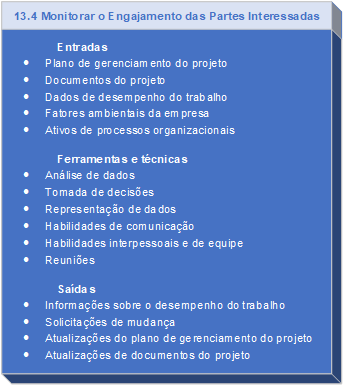 13.4 Monitorar o Engajamento das Partes Interessadas
Entradas
• Plano de gerenciamento do projeto
• Documentos do projeto
• Dados de desempenho do trabalho
• Fatores ambientais da empresa
• Ativos de processos organizacionais
Ferramentas e técnicas
• Análise de dados
• Tomada de decisões
• Representação de dados
• Habilidades de comunicação
• Habilidades interpessoais e de equipe
• Reuniões
Saídas
• Informações sobre o desempenho do trabalho
• Solicitações de mudança
• Atualizações do plano de gerenciamento do projeto
• Atualizações de documentos do projeto